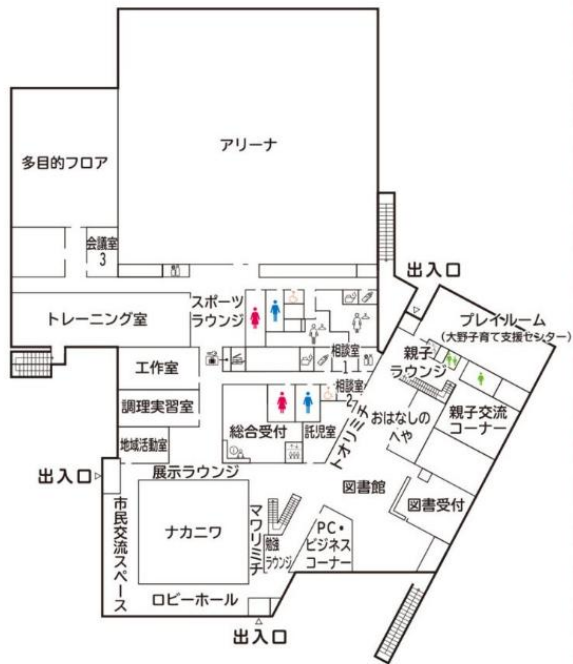 アリーナ
多目的フロア
会議室
3
出入口
トレーニング室
スポーツ
ラウンジ
プレイ・ルーム
(大野子育て支援センター)
親子
ラウンジ
工作室
相談室
1
相談室
2
調理実習室
総合受付
託児室
トオリミチ
おはなしの
へや
親子交流
コーナー
地域活動室
展示ラウンジ
出入口
図書館
図書受付
市民交流スペース
ナカニワ
マワリミチ
勉強
ラウンジ
PC・
ビジネス
コーナー
ロビーホール
出入口